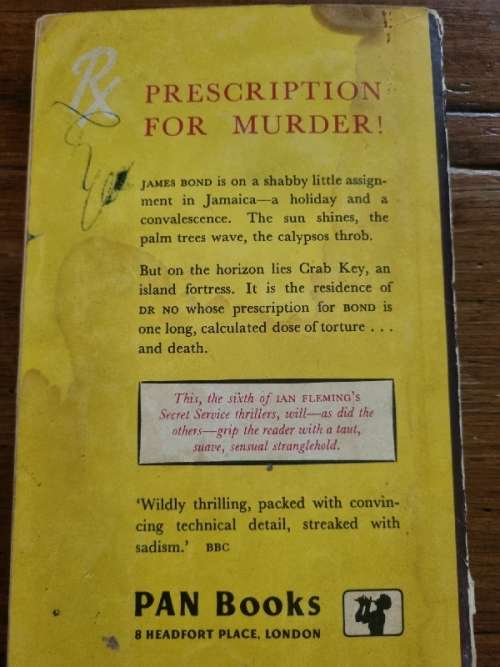 Rx
PRESCRIPTION
FOR MURDER!
JAMES BOND is on a shabby little assign-
ment in Jamaica—a holiday and a
convalescence. The sun shines, the
palm trees wave, the calypsos throb.
But on the horizon lies Crab Key, an
island fortress. It is the residence of
DR NO whose prescription for BOND is
one long, calculated dose of torture . . .
and death.
This, the sixth of IAN FLEMING'S
Secret Service thrillers, will—as did the
others—grip the reader with a taut,
suave, sensual stranglehold.
'Wildly thrilling, packed with convin-
cing technical detail, streaked with
sadism.' BBC
PAN Books
8 HEADFORT PLACE, LONDON